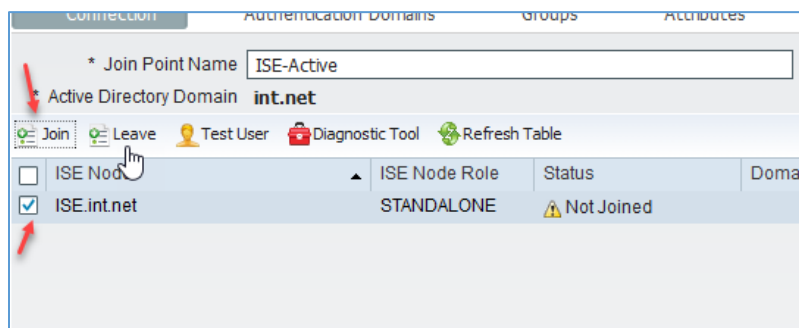 Connection Authentication Domains Groups Attributes
* Join Point Name ISE-Active
* Active Directory Domain int.net
Join Leave Test User Diagnostic Tool Refresh Table
ISE Node ISE Node Role Status Doma
ISE.int.net STANDALONE Not Joined